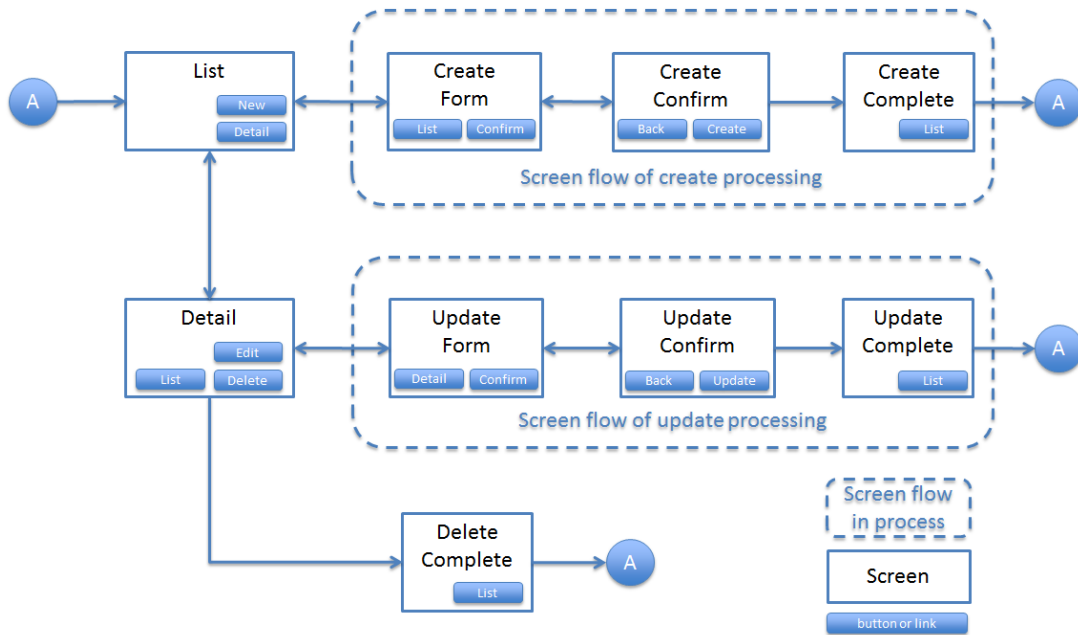 A
List
New
Detail
Create
Form
List
Confirm
Create
Confirm
Back
Create
Create
Complete
List
A
Screen flow of create processing
Detail
Edit
List
Delete
Update
Form
Detail
Confirm
Update
Confirm
Back
Update
Update
Complete
List
A
Screen flow of update processing
Delete
Complete
List
A
Screen flow
in process
Screen
button or link